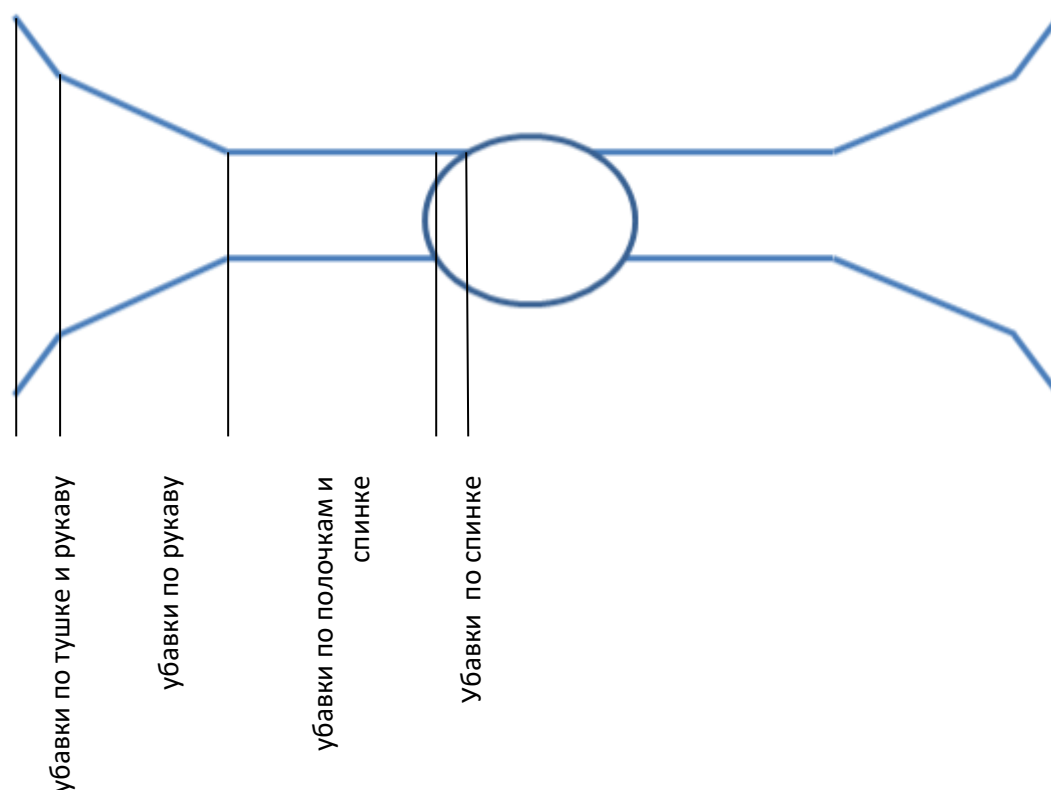 убавки по тушке и рукаву
убавки по рукаву
убавки по полочкам и
спинке
Убавки по спинке